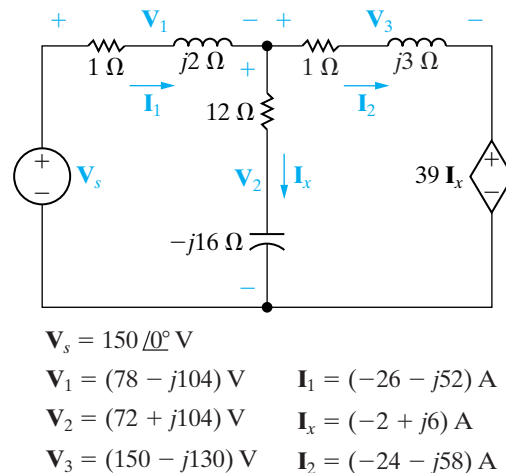 + V₁ − + V₃ −
1 Ω j2 Ω + 1 Ω j3 Ω
I₁ I₂
12 Ω
+ − Vₛ V₂ Iₓ 39 Iₓ + −
−j16 Ω
−
Vₛ = 150 /0° V
V₁ = (78 − j104) V I₁ = (−26 − j52) A
V₂ = (72 + j104) V Iₓ = (−2 + j6) A
V₃ = (150 − j130) V I₂ = (−24 − j58) A